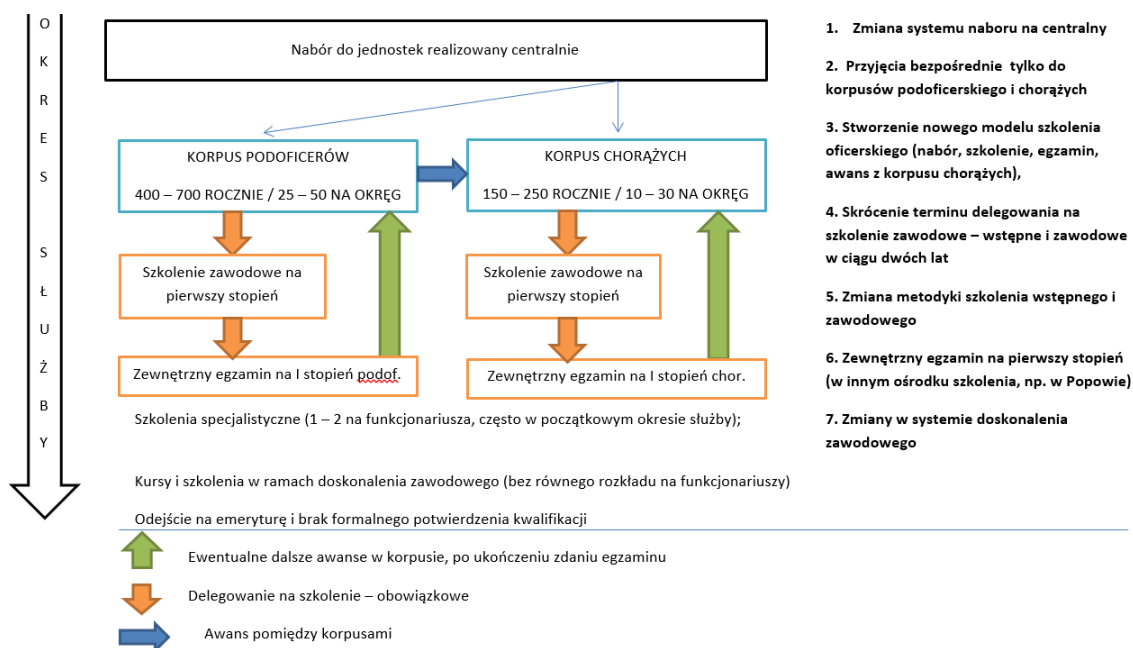 O
K
R
E
S
S
Ł
U
Ż
B
Y
Nabór do jednostek realizowany centralnie
KORPUS PODOFICERÓW
400 – 700 ROCZNIE / 25 – 50 NA OKRĘG
KORPUS CHORĄŻYCH
150 – 250 ROCZNIE / 10 – 30 NA OKRĘG
Szkolenie zawodowe na
pierwszy stopień
Szkolenie zawodowe na
pierwszy stopień
Zewnętrzny egzamin na I stopień podof.
Zewnętrzny egzamin na I stopień chor.
Szkolenia specjalistyczne (1 – 2 na funkcjonariusza, często w początkowym okresie służby);
Kursy i szkolenia w ramach doskonalenia zawodowego (bez równego rozkładu na funkcjonariuszy)
Odejście na emeryturę i brak formalnego potwierdzenia kwalifikacji
Ewentualne dalsze awanse w korpusie, po ukończeniu zdaniu egzaminu
Delegowanie na szkolenie – obowiązkowe
Awans pomiędzy korpusami
1. Zmiana systemu naboru na centralny
2. Przyjęcia bezpośrednie tylko do
korpusów podoficerskiego i chorążych
3. Stworzenie nowego modelu szkolenia
oficerskiego (nabór, szkolenie, egzamin,
awans z korpusu chorążych),
4. Skrócenie terminu delegowania na
szkolenie zawodowe – wstępne i zawodowe
w ciągu dwóch lat
5. Zmiana metodyki szkolenia wstępnego i
zawodowego
6. Zewnętrzny egzamin na pierwszy stopień
(w innym ośrodku szkolenia, np. w Popowie)
7. Zmiany w systemie doskonalenia
zawodowego